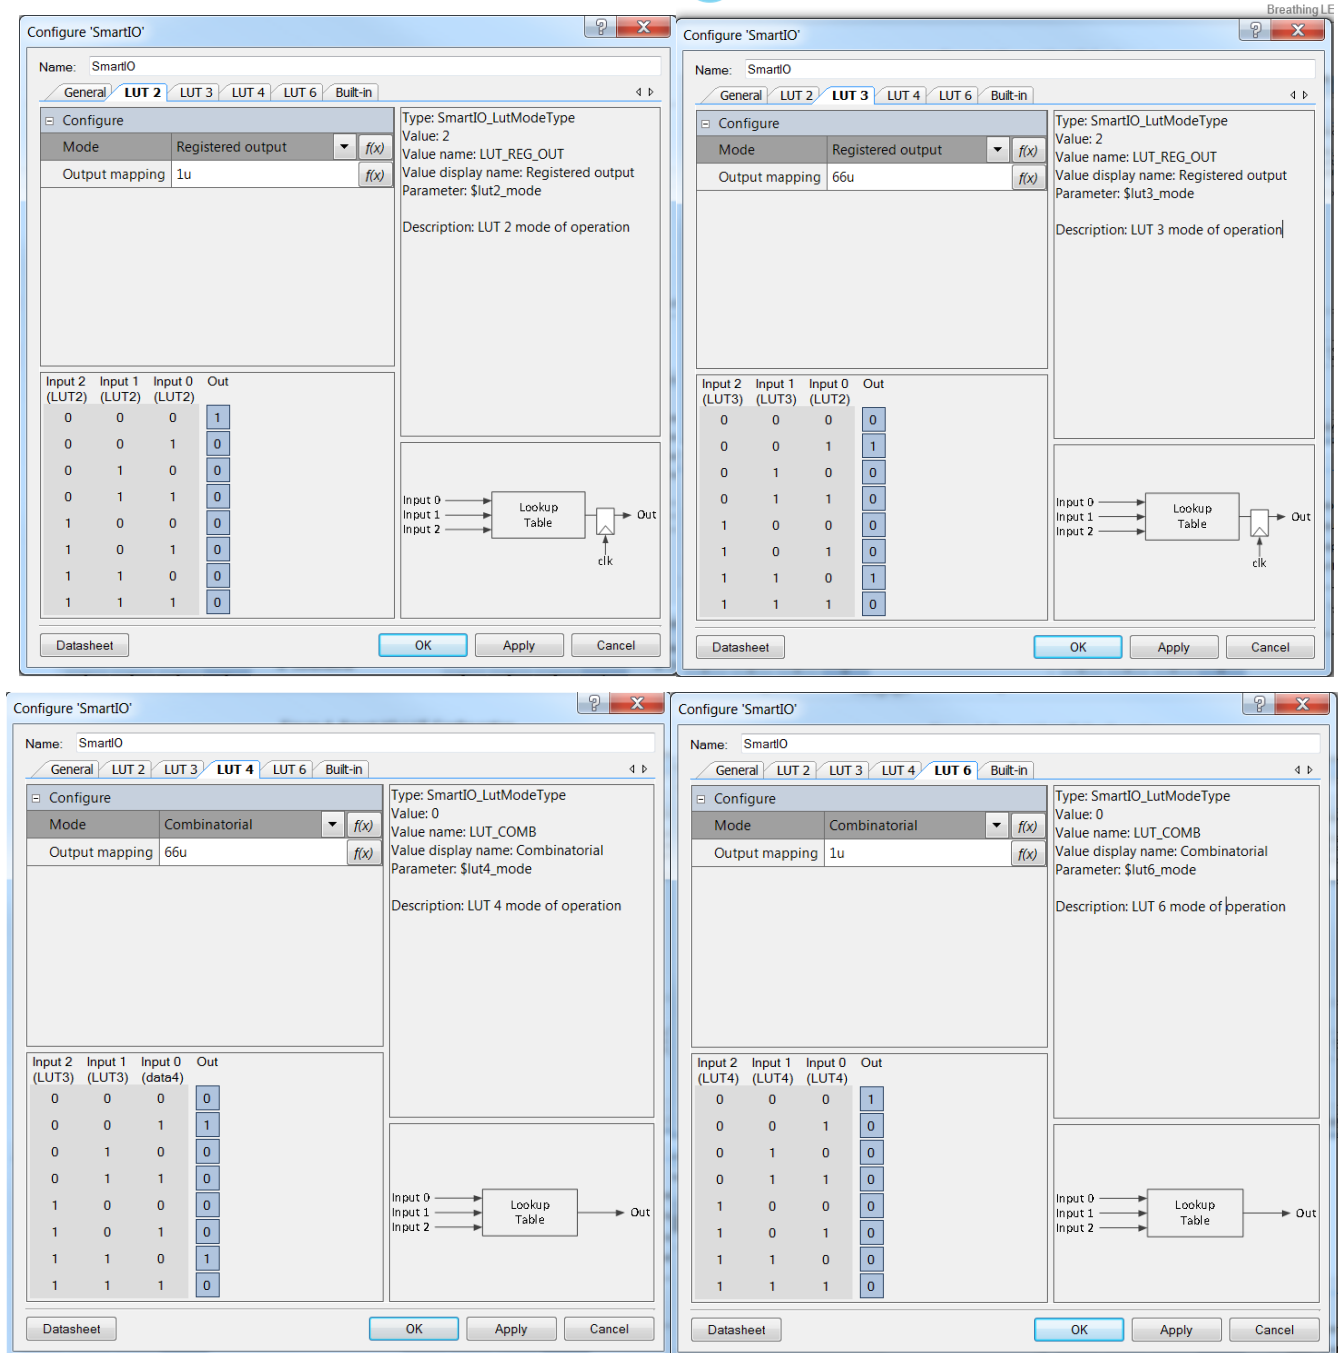 Breathing LE
Configure 'SmartIO'
Name: SmartIO
General LUT 2 LUT 3 LUT 4 LUT 6 Built-in
Configure
Mode Registered output f(x)
Output mapping 1u f(x)
Type: SmartIO_LutModeType
Value: 2
Value name: LUT_REG_OUT
Value display name: Registered output
Parameter: $lut2_mode
Description: LUT 2 mode of operation
Input 2 Input 1 Input 0 Out
(LUT2) (LUT2) (LUT2)
0 0 0 1
0 0 1 0
0 1 0 0
0 1 1 0
1 0 0 0
1 0 1 0
1 1 0 0
1 1 1 0
Input 0
Input 1
Input 2
Lookup
Table
Out
clk
Datasheet OK Apply Cancel
Configure 'SmartIO'
Name: SmartIO
General LUT 2 LUT 3 LUT 4 LUT 6 Built-in
Configure
Mode Registered output f(x)
Output mapping 66u f(x)
Type: SmartIO_LutModeType
Value: 2
Value name: LUT_REG_OUT
Value display name: Registered output
Parameter: $lut3_mode
Description: LUT 3 mode of operation
Input 2 Input 1 Input 0 Out
(LUT3) (LUT3) (LUT2)
0 0 0 0
0 0 1 1
0 1 0 0
0 1 1 0
1 0 0 0
1 0 1 0
1 1 0 1
1 1 1 0
Input 0
Input 1
Input 2
Lookup
Table
Out
clk
Datasheet OK Apply Cancel
Configure 'SmartIO'
Name: SmartIO
General LUT 2 LUT 3 LUT 4 LUT 6 Built-in
Configure
Mode Combinatorial f(x)
Output mapping 66u f(x)
Type: SmartIO_LutModeType
Value: 0
Value name: LUT_COMB
Value display name: Combinatorial
Parameter: $lut4_mode
Description: LUT 4 mode of operation
Input 2 Input 1 Input 0 Out
(LUT3) (LUT3) (data4)
0 0 0 0
0 0 1 1
0 1 0 0
0 1 1 0
1 0 0 0
1 0 1 0
1 1 0 1
1 1 1 0
Input 0
Input 1
Input 2
Lookup
Table
Out
Datasheet OK Apply Cancel
Configure 'SmartIO'
Name: SmartIO
General LUT 2 LUT 3 LUT 4 LUT 6 Built-in
Configure
Mode Combinatorial f(x)
Output mapping 1u f(x)
Type: SmartIO_LutModeType
Value: 0
Value name: LUT_COMB
Value display name: Combinatorial
Parameter: $lut6_mode
Description: LUT 6 mode of operation
Input 2 Input 1 Input 0 Out
(LUT4) (LUT4) (LUT4)
0 0 0 1
0 0 1 0
0 1 0 0
0 1 1 0
1 0 0 0
1 0 1 0
1 1 0 0
1 1 1 0
Input 0
Input 1
Input 2
Lookup
Table
Out
Datasheet OK Apply Cancel